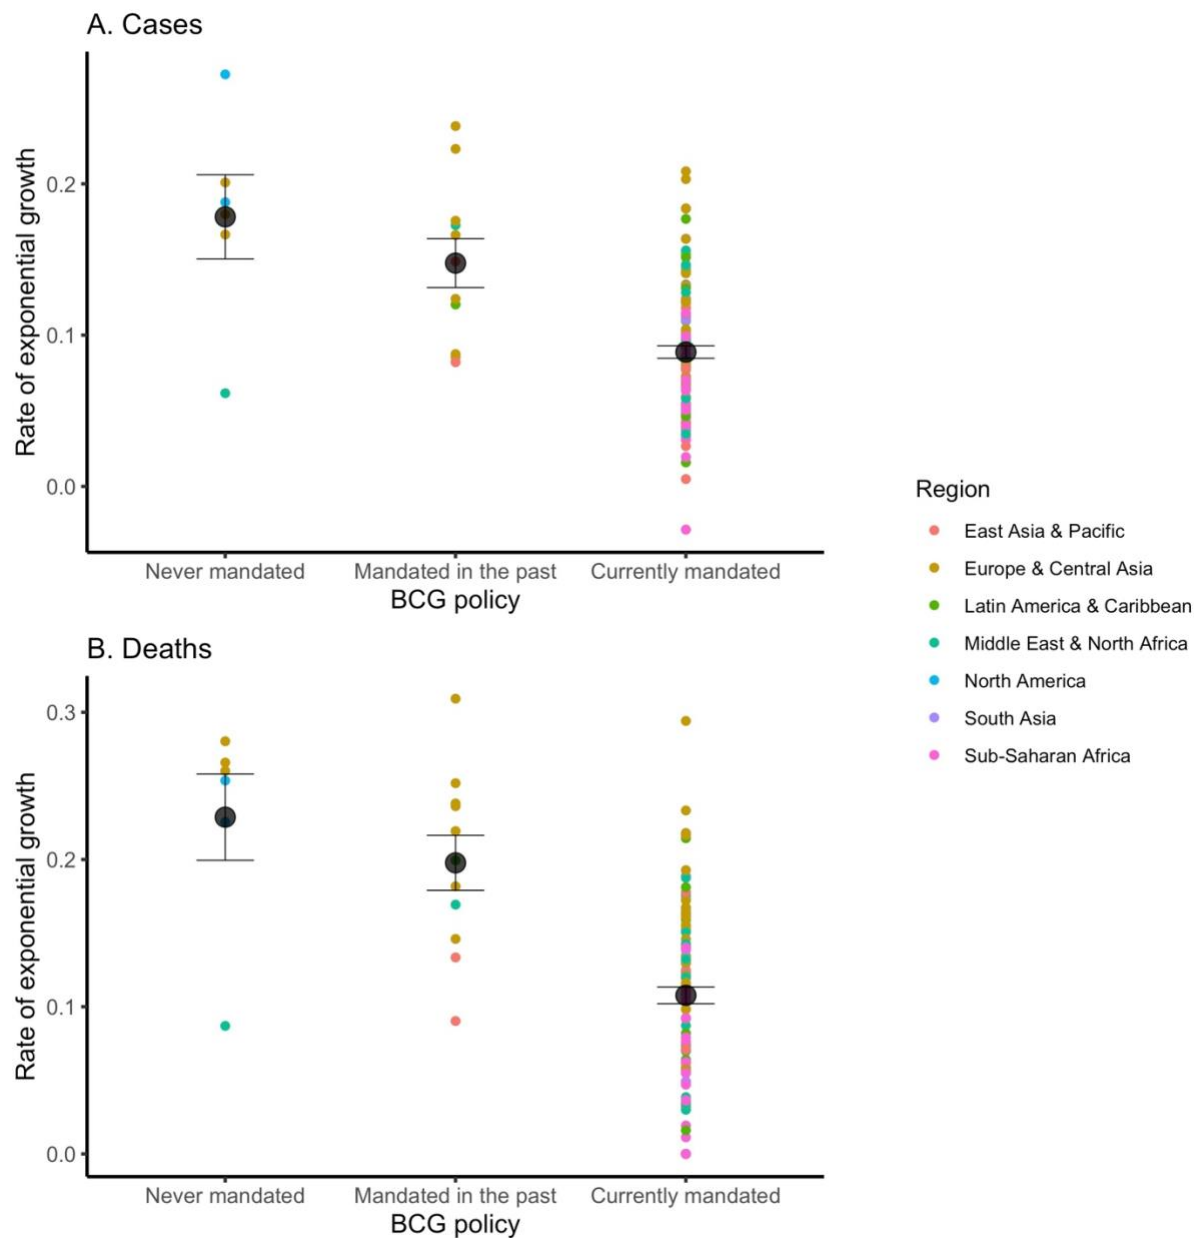 A. Cases
Rate of exponential growth
0.2
0.1
0.0
Never mandated
Mandated in the past
Currently mandated
BCG policy
Region
East Asia & Pacific
Europe & Central Asia
Latin America & Caribbean
Middle East & North Africa
North America
South Asia
Sub-Saharan Africa
B. Deaths
Rate of exponential growth
0.3
0.2
0.1
0.0
Never mandated
Mandated in the past
Currently mandated
BCG policy